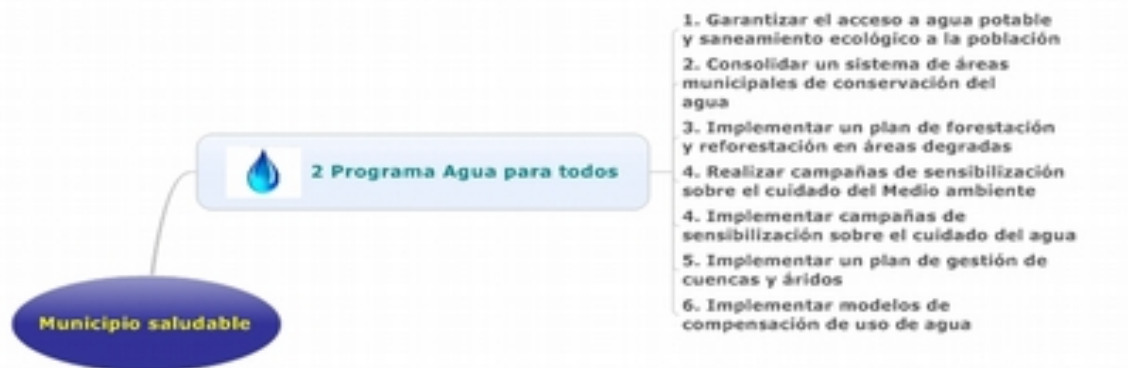 1. Garantizar el acceso a agua potable
y saneamiento ecológico a la población
2. Consolidar un sistema de áreas
municipales de conservación del
agua
3. Implementar un plan de forestación
y reforestación en áreas degradas
4. Realizar campañas de sensibilización
sobre el cuidado del Medio ambiente
4. Implementar campañas de
sensibilización sobre el cuidado del agua
5. Implementar un plan de gestión de
cuencas y áridos
6. Implementar modelos de
compensación de uso de agua
2 Programa Agua para todos
Municipio saludable